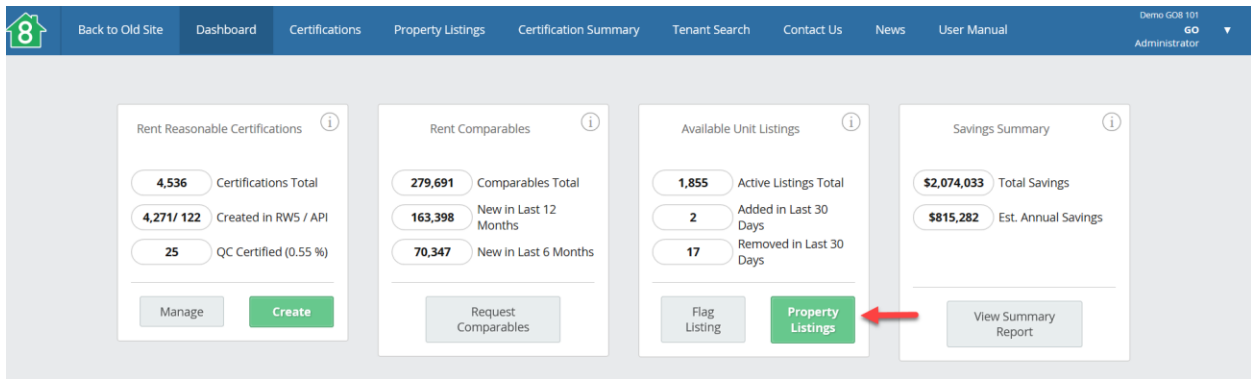 8
Back to Old Site
Dashboard
Certifications
Property Listings
Certification Summary
Tenant Search
Contact Us
News
User Manual
Demo GO8 101
GO
Administrator
Rent Reasonable Certifications
i
4,536 Certifications Total
4,271/ 122 Created in RW5 / API
25 QC Certified (0.55 %)
Manage
Create
Rent Comparables
i
279,691 Comparables Total
163,398 New in Last 12
Months
70,347 New in Last 6 Months
Request
Comparables
Available Unit Listings
i
1,855 Active Listings Total
2 Added in Last 30
Days
17 Removed in Last 30
Days
Flag
Listing
Property
Listings
Savings Summary
i
$2,074,033 Total Savings
$815,282 Est. Annual Savings
View Summary
Report